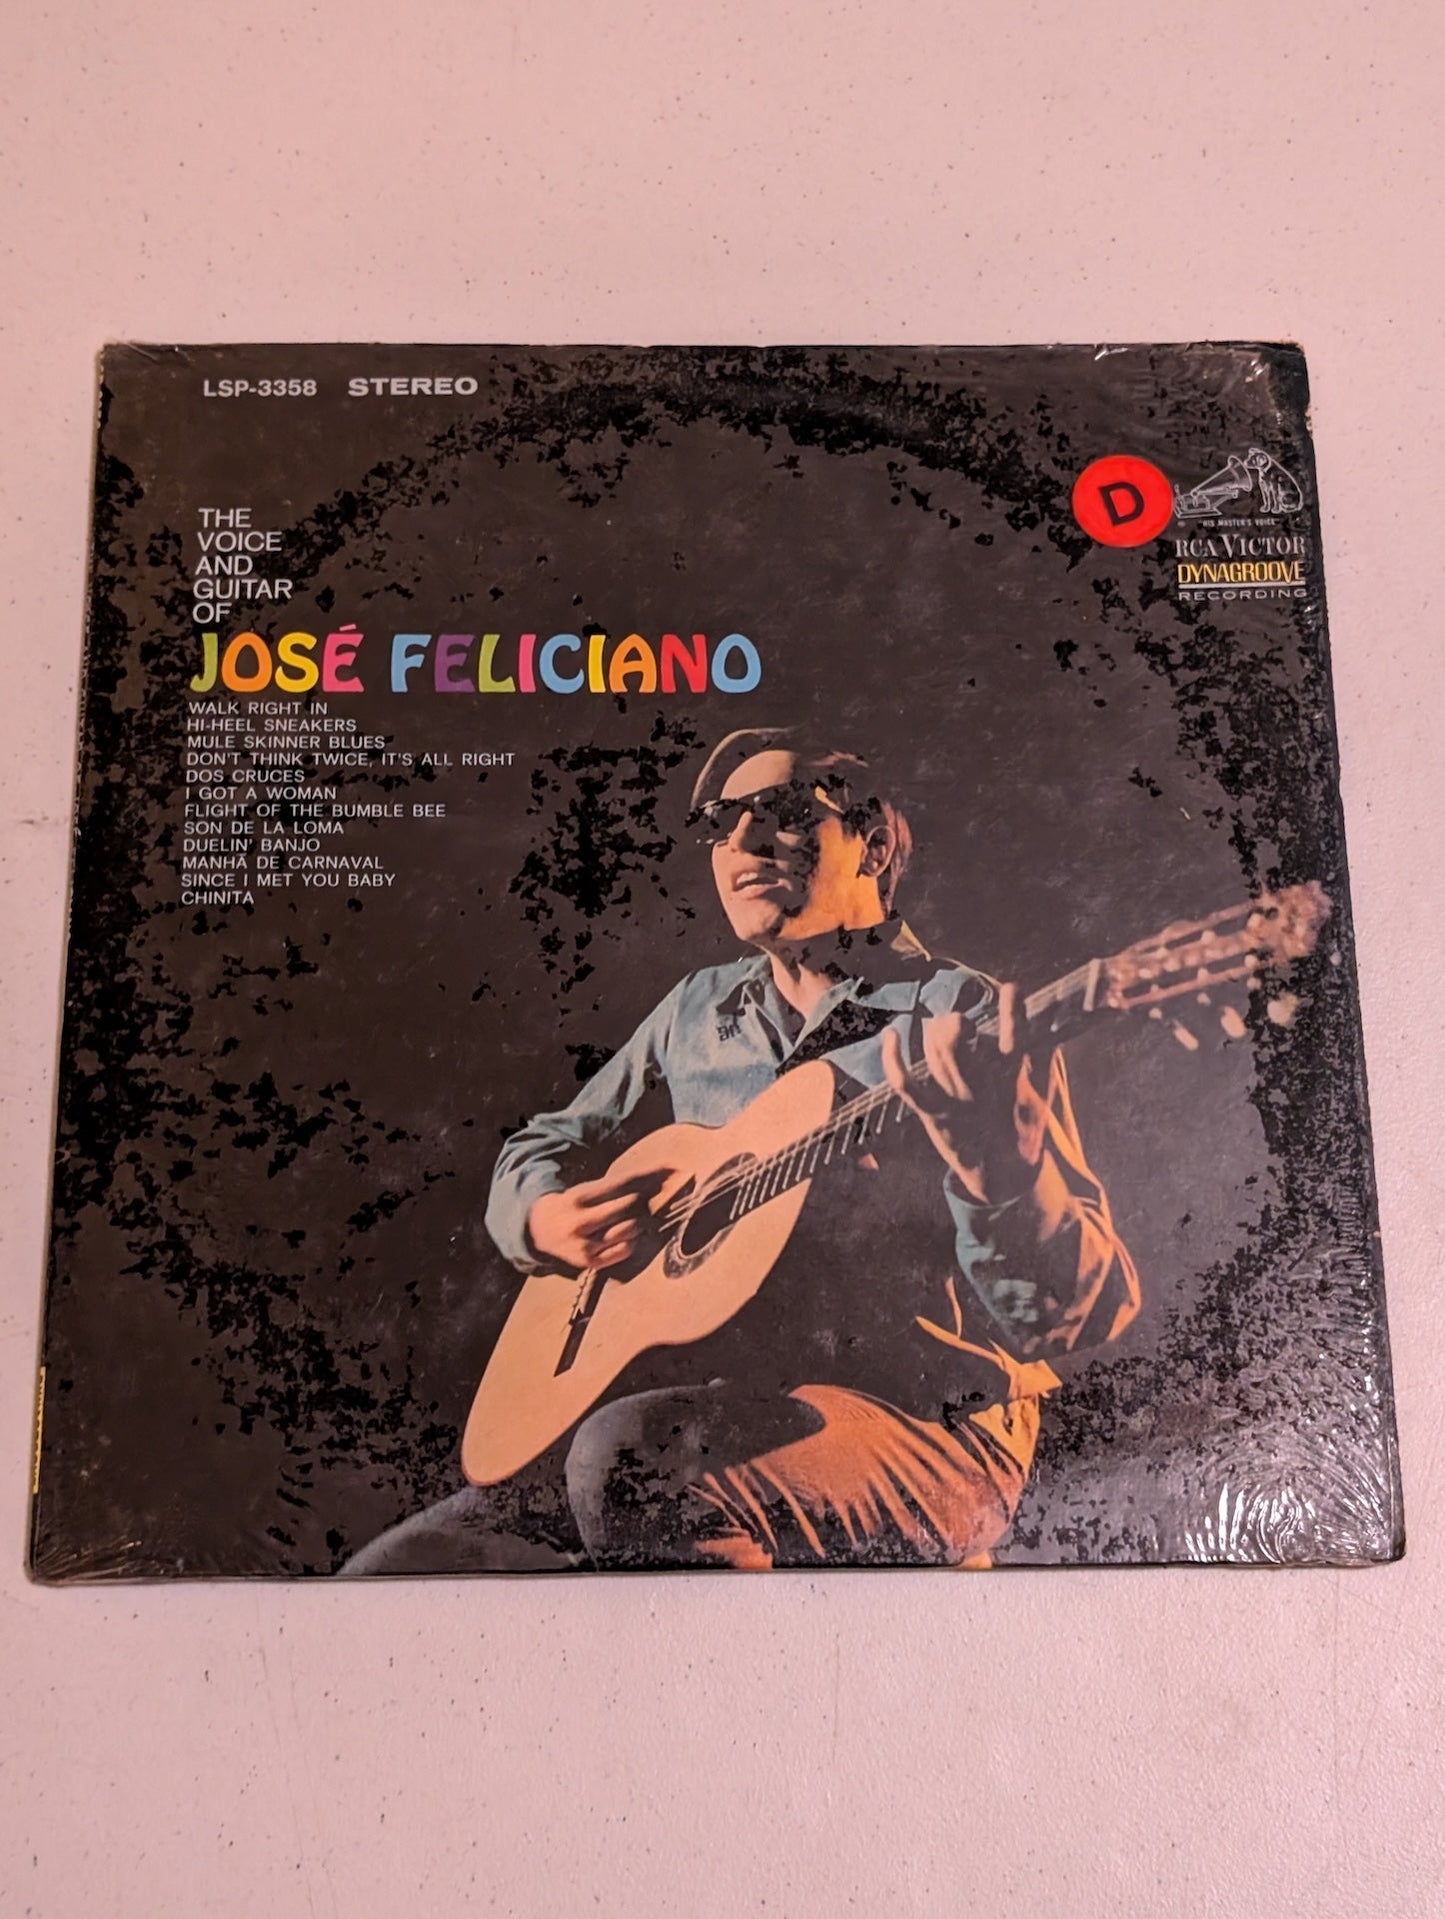 LSP-3358 STEREO
D
"HIS MASTER'S VOICE"
RCA VICTOR
DYNAGROOVE
RECORDING
THE
VOICE
AND
GUITAR
OF
JOSÉ FELICIANO
WALK RIGHT IN
HI-HEEL SNEAKERS
MULE SKINNER BLUES
DON'T THINK TWICE, IT'S ALL RIGHT
DOS CRUCES
I GOT A WOMAN
FLIGHT OF THE BUMBLE BEE
SON DE LA LOMA
DUELIN' BANJO
MANHÃ DE CARNAVAL
SINCE I MET YOU BABY
CHINITA